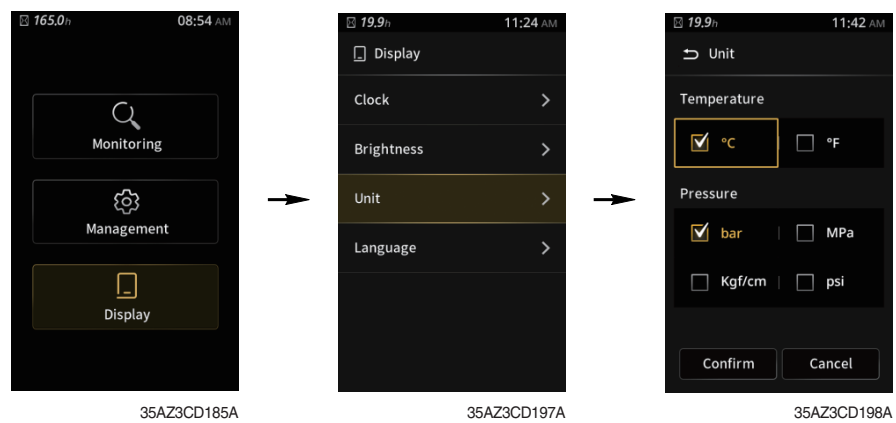 165.0h 08:54 AM
Monitoring
Management
Display
35AZ3CD185A
19.9h 11:24 AM
Display
Clock
Brightness
Unit
Language
35AZ3CD197A
19.9h 11:42 AM
Unit
Temperature
°C °F
Pressure
bar MPa
Kgf/cm psi
Confirm Cancel
35AZ3CD198A